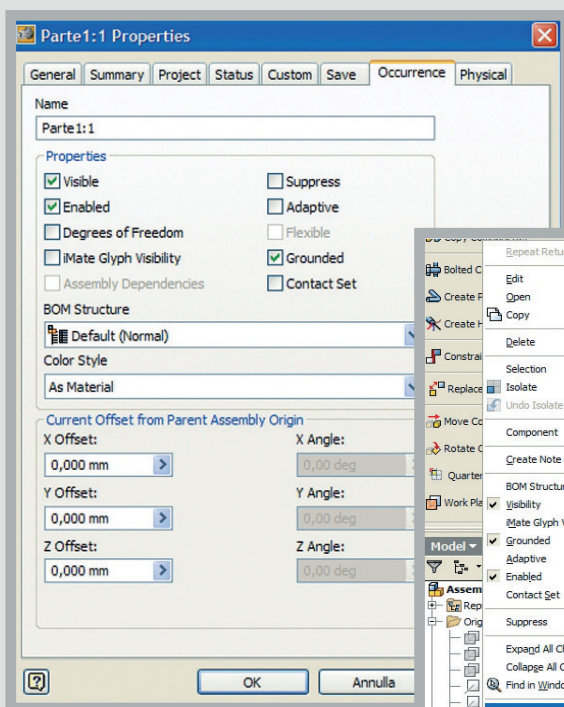 Parte1:1 Properties
General Summary Project Status Custom Save Occurrence Physical
Name
Parte1:1
Properties
Visible Suppress
Enabled Adaptive
Degrees of Freedom Flexible
iMate Glyph Visibility Grounded
Assembly Dependencies Contact Set
BOM Structure
Default (Normal)
Color Style
As Material
Current Offset from Parent Assembly Origin
X Offset: X Angle:
0,000 mm 0,00 deg
Y Offset: Y Angle:
0,000 mm 0,00 deg
Z Offset: Z Angle:
0,000 mm 0,00 deg
OK Annulla
Bolted C
Create
Create
Constrai
Replace
Move Co
Rotate C
Quarter
Work Pla
Model
Assem
Rep
Orig
Repeat Retu
Edit
Open
Copy
Delete
Selection
Isolate
Undo Isolate
Component
Create Note
BOM Structur
Visibility
iMate Glyph V
Grounded
Adaptive
Enabled
Contact Set
Suppress
Expand All C
Collapse All C
Find in Windo